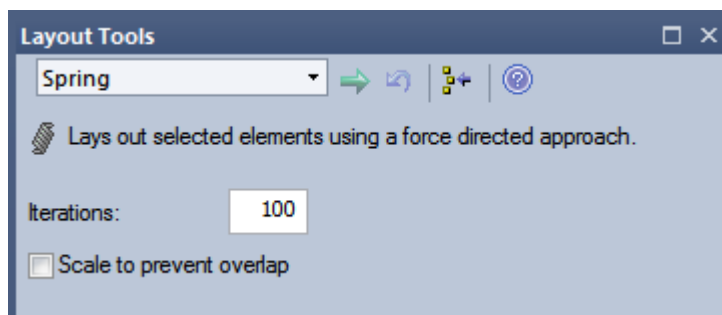 Layout Tools
Spring
Lays out selected elements using a force directed approach.
Iterations: 100
Scale to prevent overlap